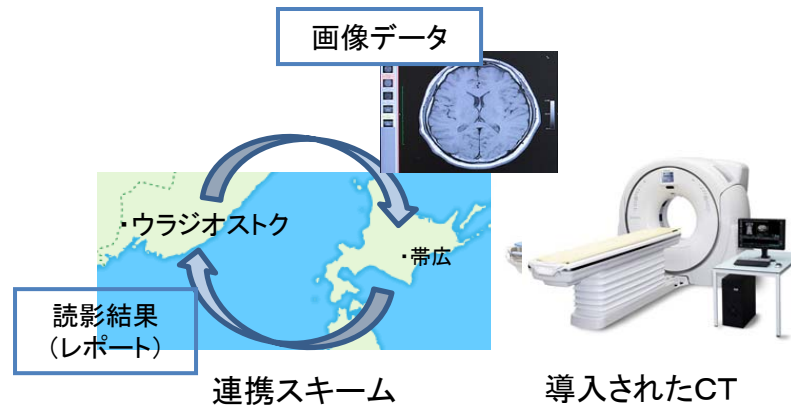 画像データ
・ウラジオストク
・帯広
読影結果
(レポート)
連携スキーム
導入されたCT